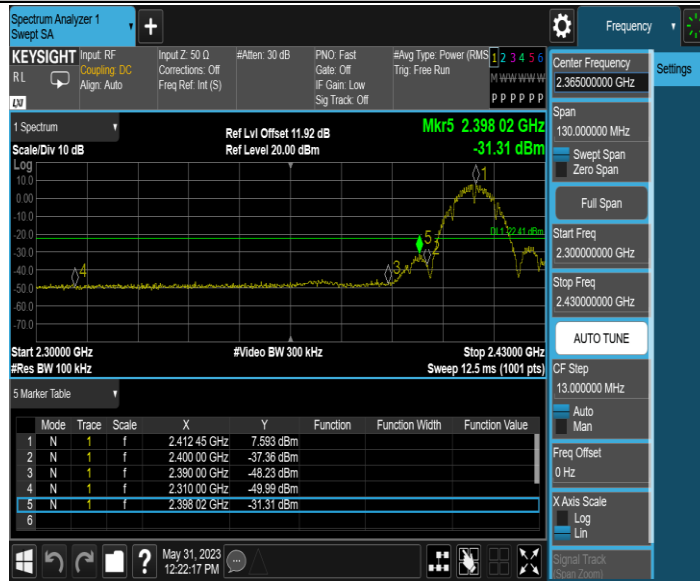 Spectrum Analyzer 1
Swept SA
+
Frequency
Settings
KEYSIGHT
RL
LXI
Input: RF
Coupling: DC
Align: Auto
Input Z: 50 Ω
Corrections: Off
Freq Ref: Int (S)
#Atten: 30 dB
PNO: Fast
Gate: Off
IF Gain: Low
Sig Track: Off
#Avg Type: Power (RMS
Trig: Free Run
1 2 3 4 5 6
M W W W W W
P P P P P P
1 Spectrum
Scale/Div 10 dB
Ref Lvl Offset 11.92 dB
Ref Level 20.00 dBm
Mkr5 2.398 02 GHz
-31.31 dBm
Log
10.0
0.00
-10.0
-20.0
-30.0
-40.0
-50.0
-60.0
-70.0
1
2
3
4
5
DL1 -22.41 dBm
Start 2.30000 GHz
#Res BW 100 kHz
#Video BW 300 kHz
Stop 2.43000 GHz
Sweep 12.5 ms (1001 pts)
5 Marker Table
Mode Trace Scale X Y Function Function Width Function Value
1 N 1 f 2.412 45 GHz 7.593 dBm
2 N 1 f 2.400 00 GHz -37.36 dBm
3 N 1 f 2.390 00 GHz -48.23 dBm
4 N 1 f 2.310 00 GHz -49.99 dBm
5 N 1 f 2.398 02 GHz -31.31 dBm
6
?
May 31, 2023
12:22:17 PM
Center Frequency
2.365000000 GHz
Span
130.000000 MHz
Swept Span
Zero Span
Full Span
Start Freq
2.300000000 GHz
Stop Freq
2.430000000 GHz
AUTO TUNE
CF Step
13.000000 MHz
Auto
Man
Freq Offset
0 Hz
X Axis Scale
Log
Lin
Signal Track
(Span Zoom)